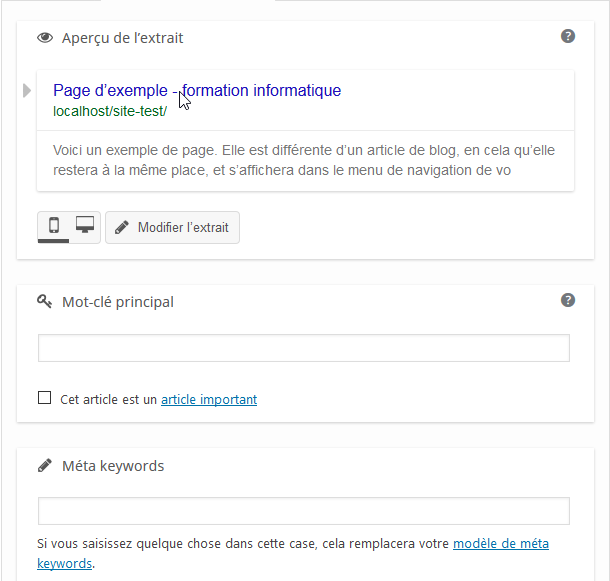 Aperçu de l’extrait
Page d’exemple - formation informatique
localhost/site-test/
Voici un exemple de page. Elle est différente d’un article de blog, en cela qu’elle
restera à la même place, et s’affichera dans le menu de navigation de vo
Modifier l’extrait
Mot-clé principal
Cet article est un article important
Méta keywords
Si vous saisissez quelque chose dans cette case, cela remplacera votre modèle de méta
keywords.